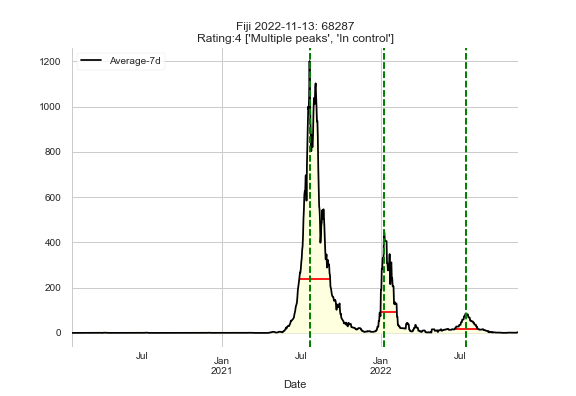 Fiji 2022-11-13: 68287
Rating:4 ['Multiple peaks', 'In control']
Average-7d
1200
1000
800
600
400
200
0
Jul
Jan
2021
Jul
Jan
2022
Jul
Date